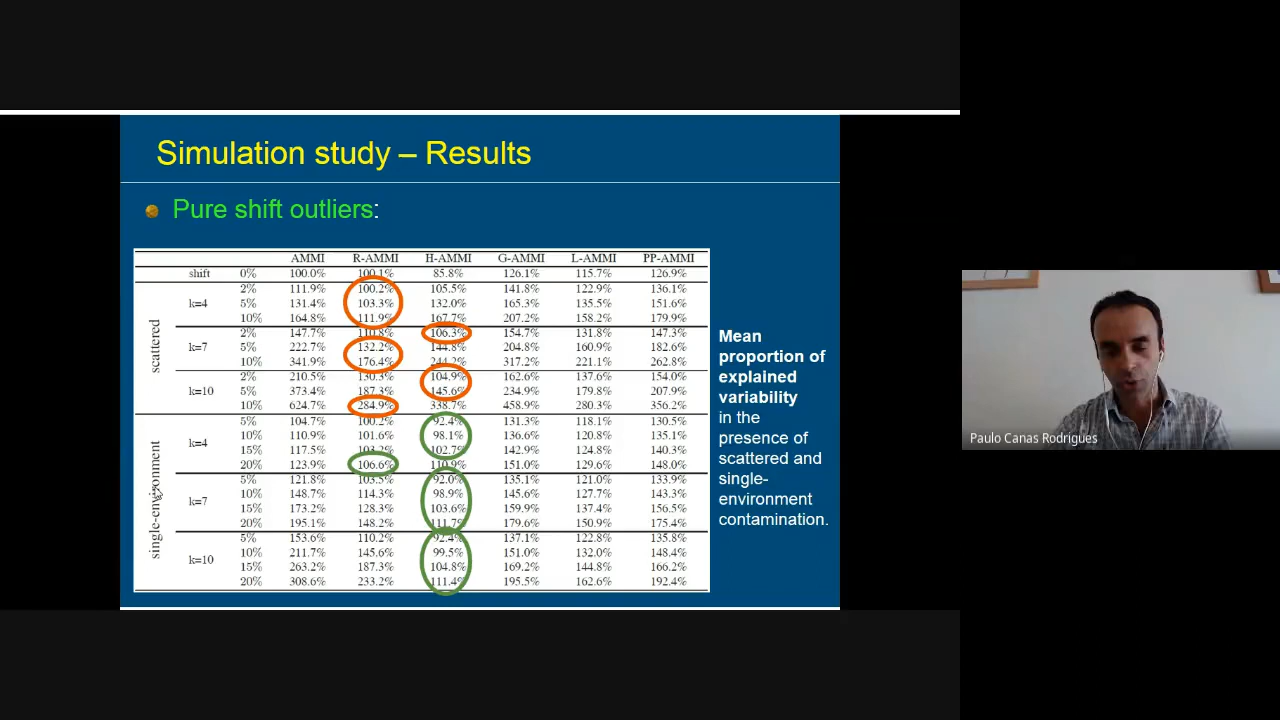 Simulation study – Results
Pure shift outliers:
AMMI R-AMMI H-AMMI G-AMMI L-AMMI PP-AMMI
shift 0% 100.0% 100.1% 85.8% 126.1% 115.7% 126.9%
scattered
k=4
2% 111.9% 100.2% 105.5% 141.8% 122.9% 136.1%
5% 131.4% 103.3% 132.0% 165.3% 135.5% 151.6%
10% 164.8% 111.9% 167.7% 207.2% 158.2% 179.9%
k=7
2% 147.7% 110.8% 106.3% 154.7% 131.8% 147.3%
5% 222.7% 132.2% 144.8% 204.8% 160.9% 182.6%
10% 341.9% 176.4% 244.2% 317.2% 221.1% 262.8%
k=10
2% 210.5% 130.3% 104.9% 162.6% 137.6% 154.0%
5% 373.4% 187.3% 145.6% 234.9% 179.8% 207.9%
10% 624.7% 284.9% 338.7% 458.9% 280.3% 356.2%
single-environment
k=4
5% 104.7% 100.2% 92.4% 131.3% 118.1% 130.5%
10% 110.9% 101.6% 98.1% 136.6% 120.8% 135.1%
15% 117.5% 103.2% 102.7% 142.9% 124.8% 140.3%
20% 123.9% 106.6% 110.9% 151.0% 129.6% 148.0%
k=7
5% 121.8% 103.5% 92.0% 135.1% 121.0% 133.9%
10% 148.7% 114.3% 98.9% 145.6% 127.7% 143.3%
15% 173.2% 128.3% 103.6% 159.9% 137.4% 156.5%
20% 195.1% 148.2% 111.7% 179.6% 150.9% 175.4%
k=10
5% 153.6% 110.2% 92.4% 137.1% 122.8% 135.8%
10% 211.7% 145.6% 99.5% 151.0% 132.0% 148.4%
15% 263.2% 187.3% 104.8% 169.2% 144.8% 166.2%
20% 308.6% 233.2% 111.4% 195.5% 162.6% 192.4%
Mean
proportion of
explained
variability
in the
presence of
scattered and
single-
environment
contamination.
Paulo Canas Rodrigues